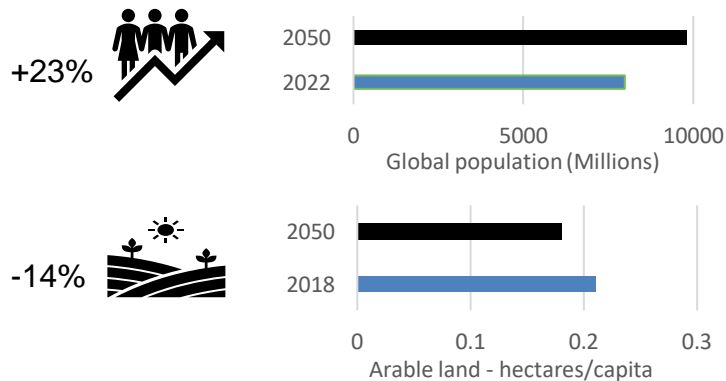 +23%
2050
2022
0 5000 10000
Global population (Millions)
-14%
2050
2018
0 0.1 0.2 0.3
Arable land - hectares/capita